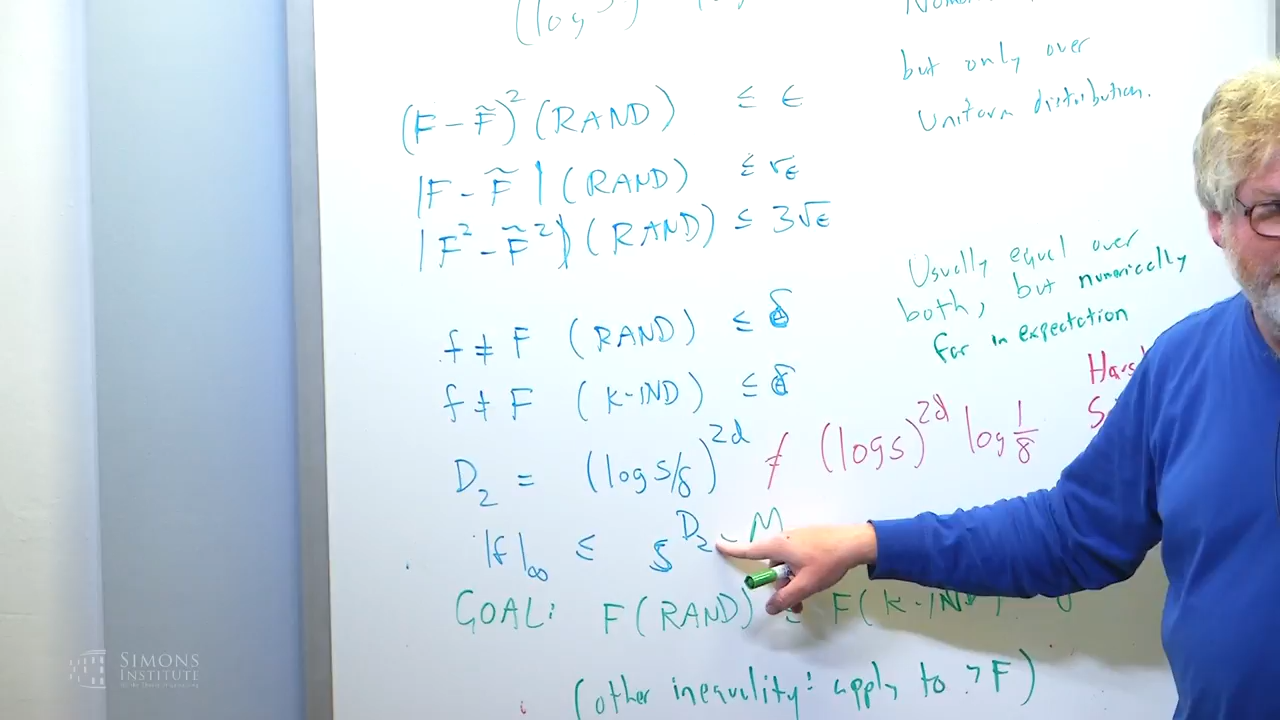 (log
but only over
Uniform distribution.
(F - F̃)² (RAND) ≤ ε
|F - F̃| (RAND) ≤ √ε
|F² - F̃²| (RAND) ≤ 3√ε
Usually equal over
both, but numerically
far in expectation
f ≠ F (RAND) ≤ δ
f ≠ F (K-IND) ≤ δ
D₂ = (log s/δ)^2d ≠ (log s)^2d log 1/δ
|f|∞ ≤ s^D₂ M
GOAL: F(RAND) ≤ F(K-IND)
(other inequality: apply to ¬F)
SIMONS
INSTITUTE